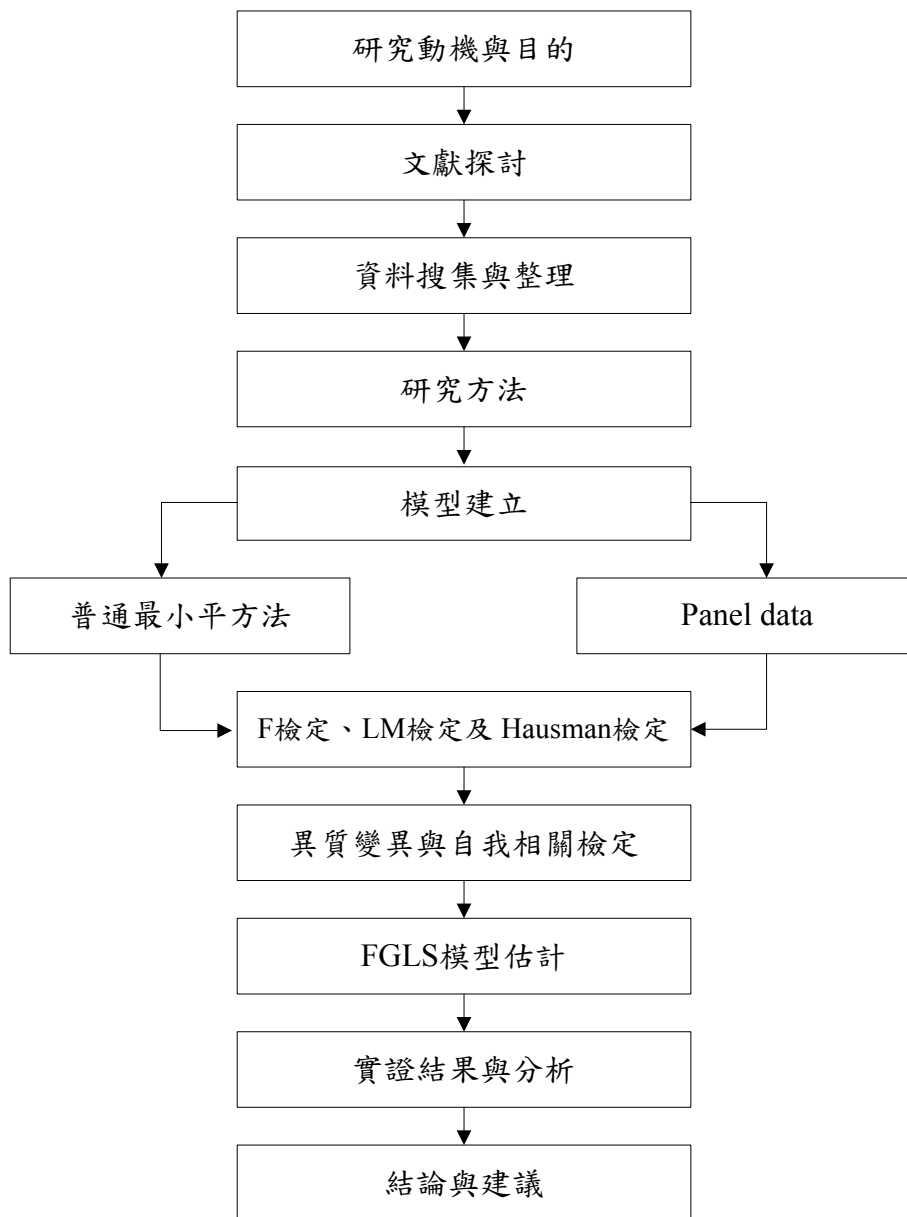 研究動機與目的
文獻探討
資料搜集與整理
研究方法
模型建立
普通最小平方法
Panel data
F檢定、LM檢定及 Hausman檢定
異質變異與自我相關檢定
FGLS模型估計
實證結果與分析
結論與建議